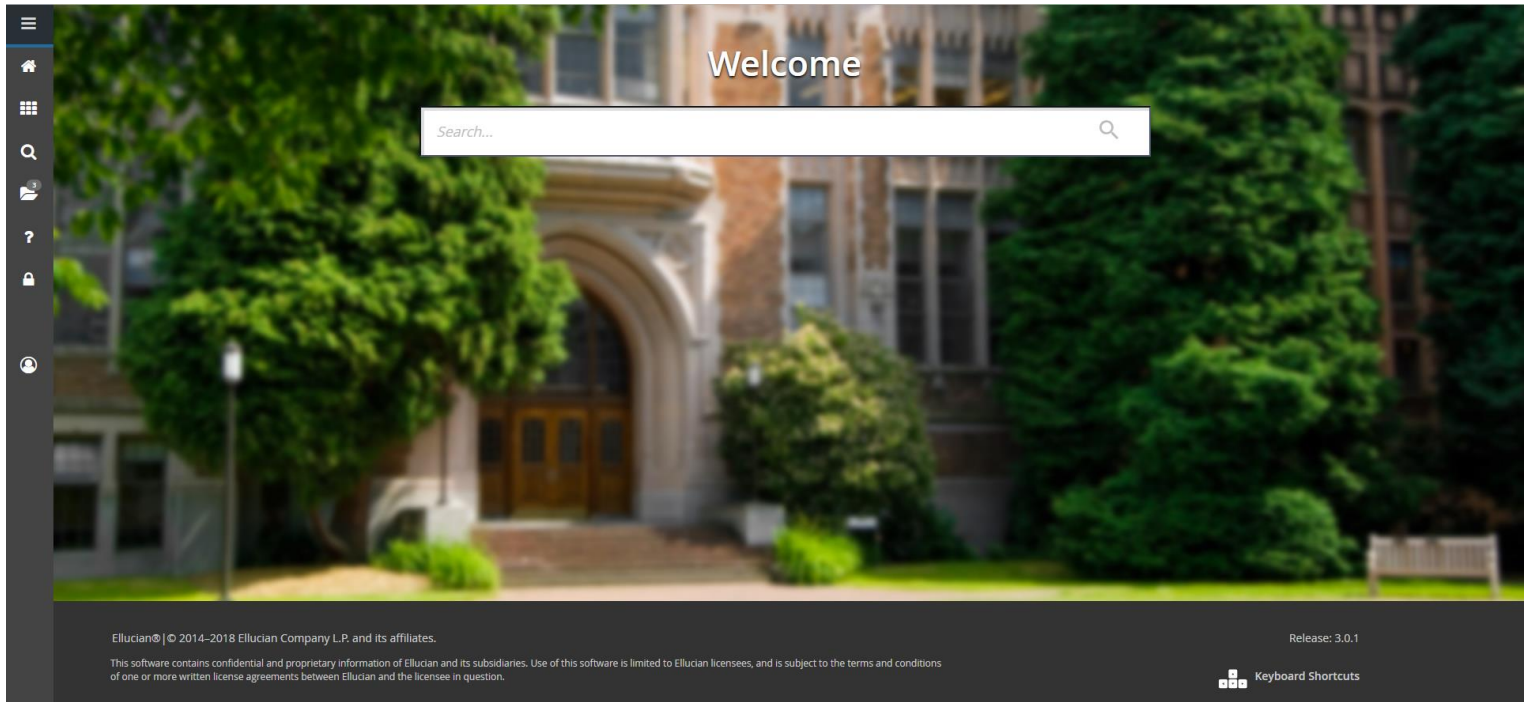 Welcome
Search...
3
?
Ellucian®|© 2014–2018 Ellucian Company L.P. and its affiliates.
Release: 3.0.1
This software contains confidential and proprietary information of Ellucian and its subsidiaries. Use of this software is limited to Ellucian licensees, and is subject to the terms and conditions
of one or more written license agreements between Ellucian and the licensee in question.
Keyboard Shortcuts